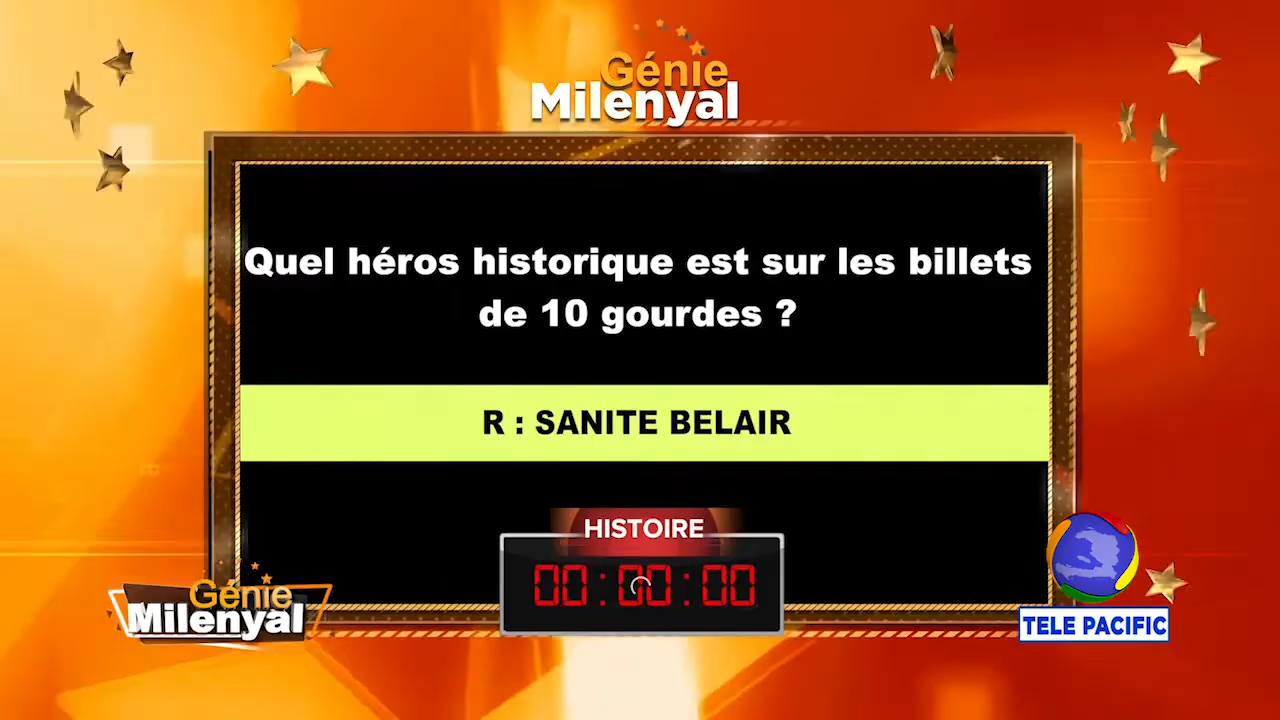 Génie
Milenyal
Quel héros historique est sur les billets
de 10 gourdes ?
R : SANITE BELAIR
HISTOIRE
00:00:00
Génie
Milenyal
TELE PACIFIC